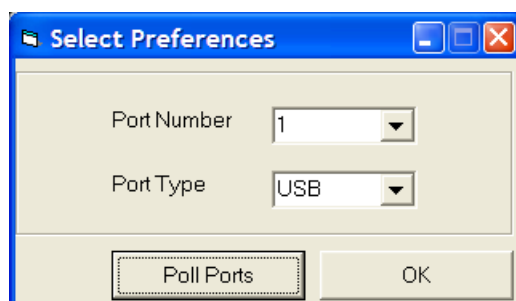 Select Preferences
Port Number 1
Port Type USB
Poll Ports OK